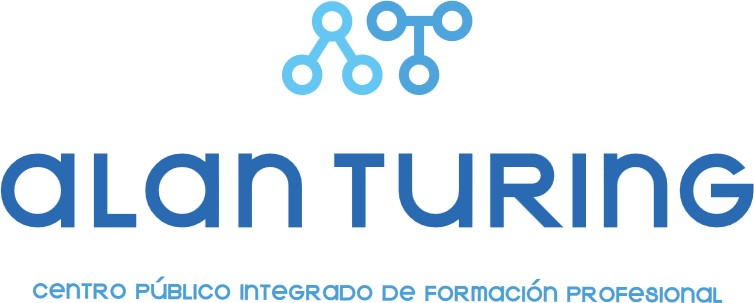 ALAN TURING
CENTRO PÚBLICO INTEGRADO DE FORMACIÓN PROFESIONAL